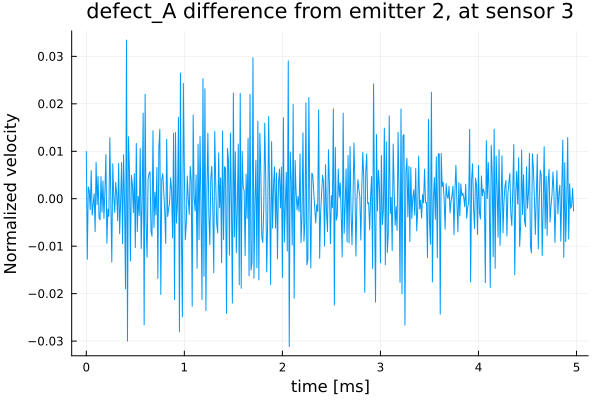 defect_A difference from emitter 2, at sensor 3
Normalized velocity
0.03
0.02
0.01
0.00
−0.01
−0.02
−0.03
0 1 2 3 4 5
time [ms]